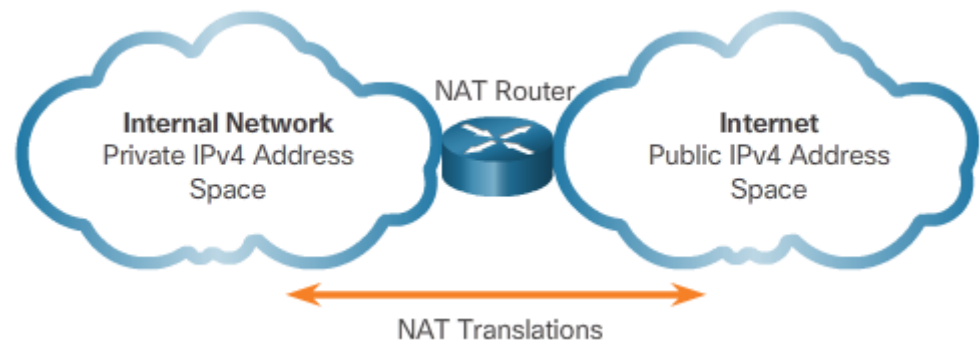 NAT Router
Internal Network
Private IPv4 Address
Space
Internet
Public IPv4 Address
Space
NAT Translations